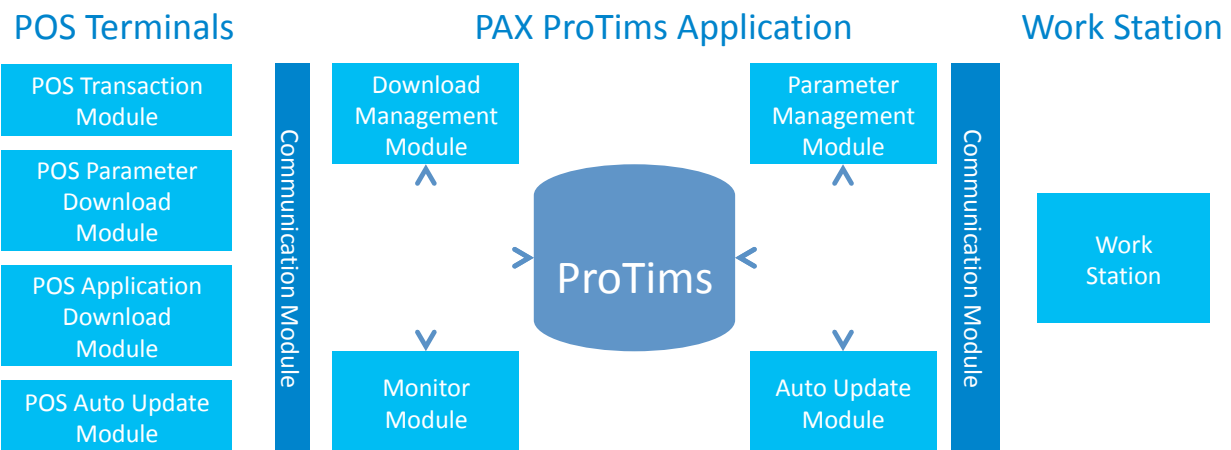 POS Terminals
PAX ProTims Application
Work Station
POS Transaction
Module
POS Parameter
Download
Module
POS Application
Download
Module
POS Auto Update
Module
Communication Module
Download
Management
Module
Monitor
Module
ProTims
Parameter
Management
Module
Auto Update
Module
Communication Module
Work
Station